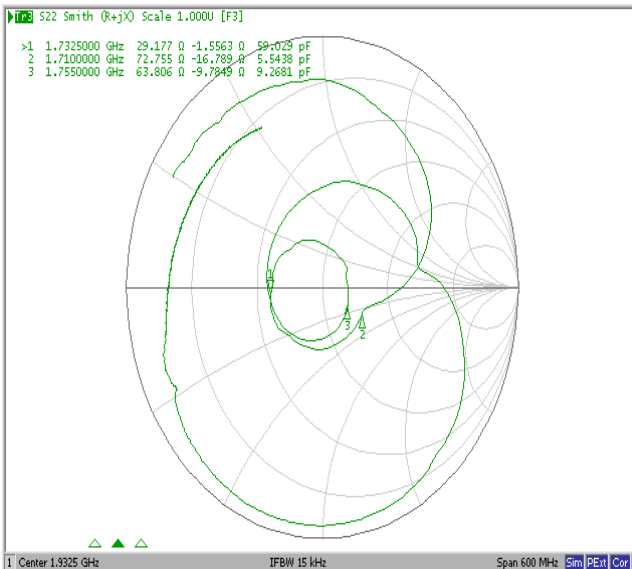 Tr3 S22 Smith (R+jX) Scale 1.000U [F3]
>1 1.7325000 GHz 29.177 Ω -1.5563 Ω 59.029 pF
2 1.7100000 GHz 72.755 Ω -16.789 Ω 5.5438 pF
3 1.7550000 GHz 63.806 Ω -9.7849 Ω 9.2681 pF
1
3
2
1 Center 1.9325 GHz IFBW 15 kHz Span 600 MHz Sim PExt Cor